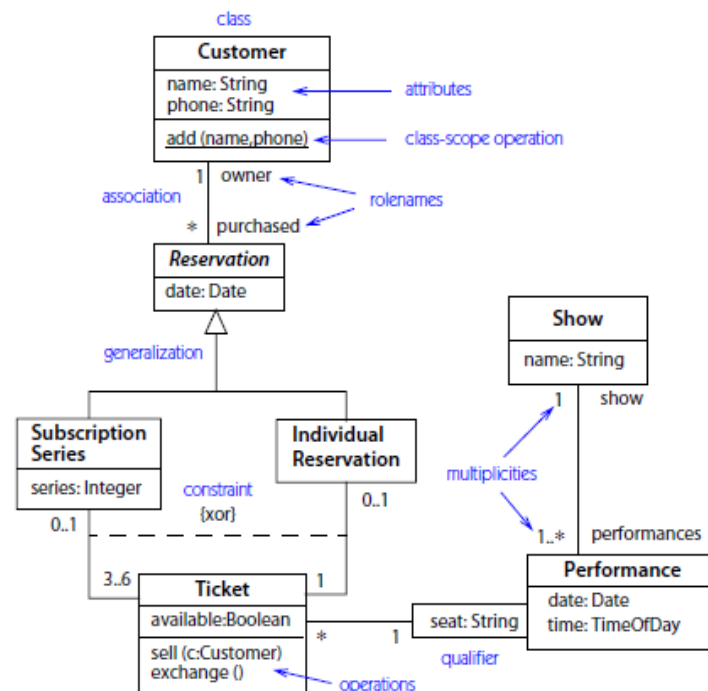 class
Customer
name: String
phone: String
attributes
add (name,phone)
class-scope operation
1 owner
association
rolenames
* purchased
Reservation
date: Date
generalization
Show
name: String
1 show
multiplicities
1..* performances
Subscription
Series
series: Integer
Individual
Reservation
constraint
{xor}
0..1
0..1
3..6
1
Ticket
available:Boolean
sell (c:Customer)
exchange ()
operations
*
1
seat: String
qualifier
Performance
date: Date
time: TimeOfDay